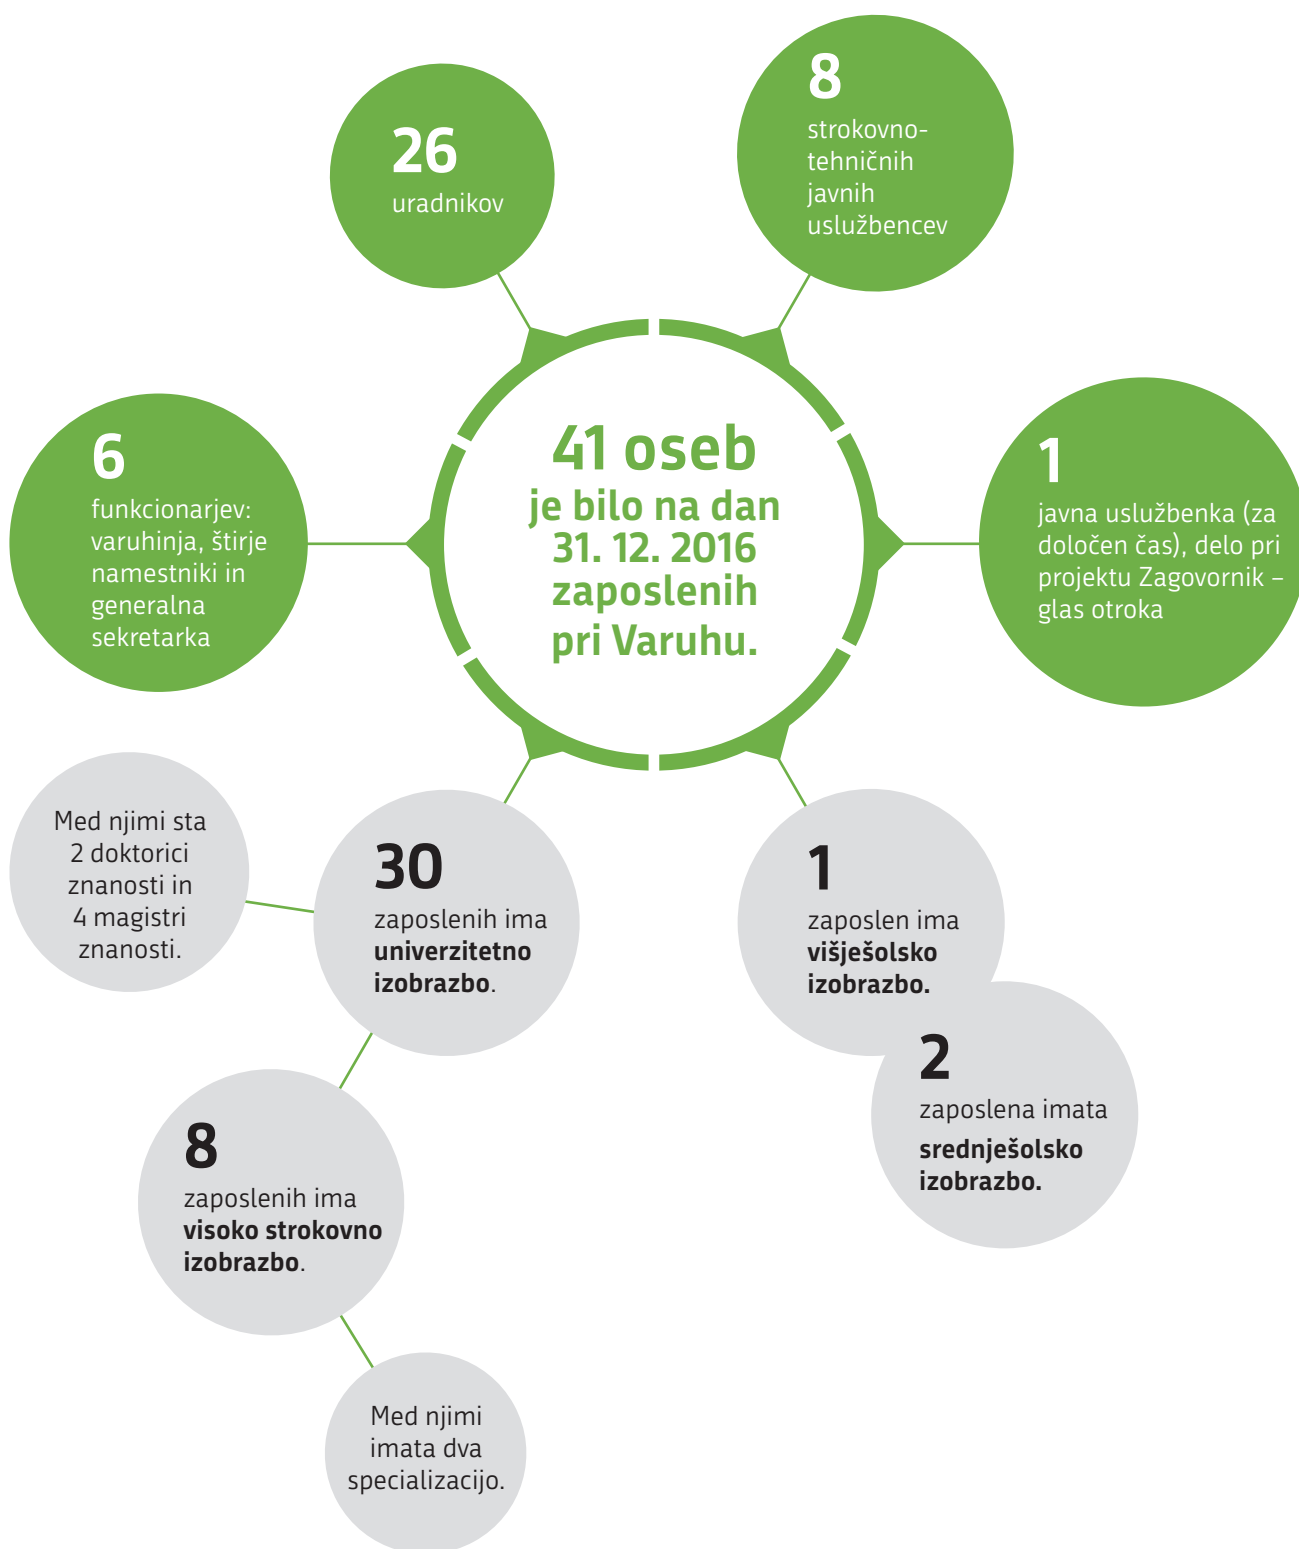 26
uradnikov
8
strokovno-
tehničnih
javnih
uslužbencev
6
funkcionarjev:
varuhinja, štirje
namestniki in
generalna
sekretarka
41 oseb
je bilo na dan
31. 12. 2016
zaposlenih
pri Varuhu.
1
javna uslužbenka (za
določen čas), delo pri
projektu Zagovornik –
glas otroka
Med njimi sta
2 doktorici
znanosti in
4 magistri
znanosti.
30
zaposlenih ima
univerzitetno
izobrazbo.
1
zaposlen ima
višješolsko
izobrazbo.
2
zaposlena imata
srednješolsko
izobrazbo.
8
zaposlenih ima
visoko strokovno
izobrazbo.
Med njimi
imata dva
specializacijo.